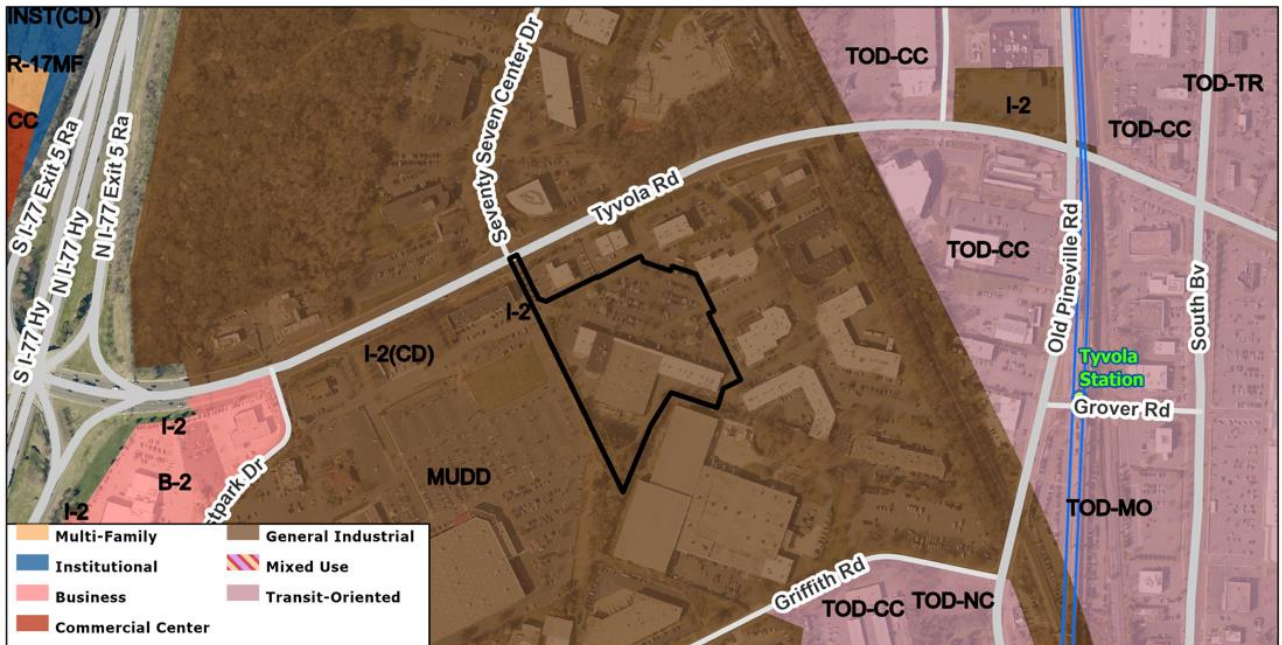 INST(CD)
R-17MF
CC
S I-77 Exit 5 Ra
N I-77 Exit 5 Ra
N I-77 Hy
S I-77 Hy
Seventy Seven Center Dr
Tyvola Rd
TOD-CC
I-2
TOD-CC
TOD-TR
TOD-CC
Old Pineville Rd
South Bv
I-2
I-2(CD)
Tyvola
Station
Grover Rd
I-2
B-2
I-2
tpark Dr
MUDD
TOD-MO
Griffith Rd
TOD-CC
TOD-NC
Multi-Family
Institutional
Business
Commercial Center
General Industrial
Mixed Use
Transit-Oriented